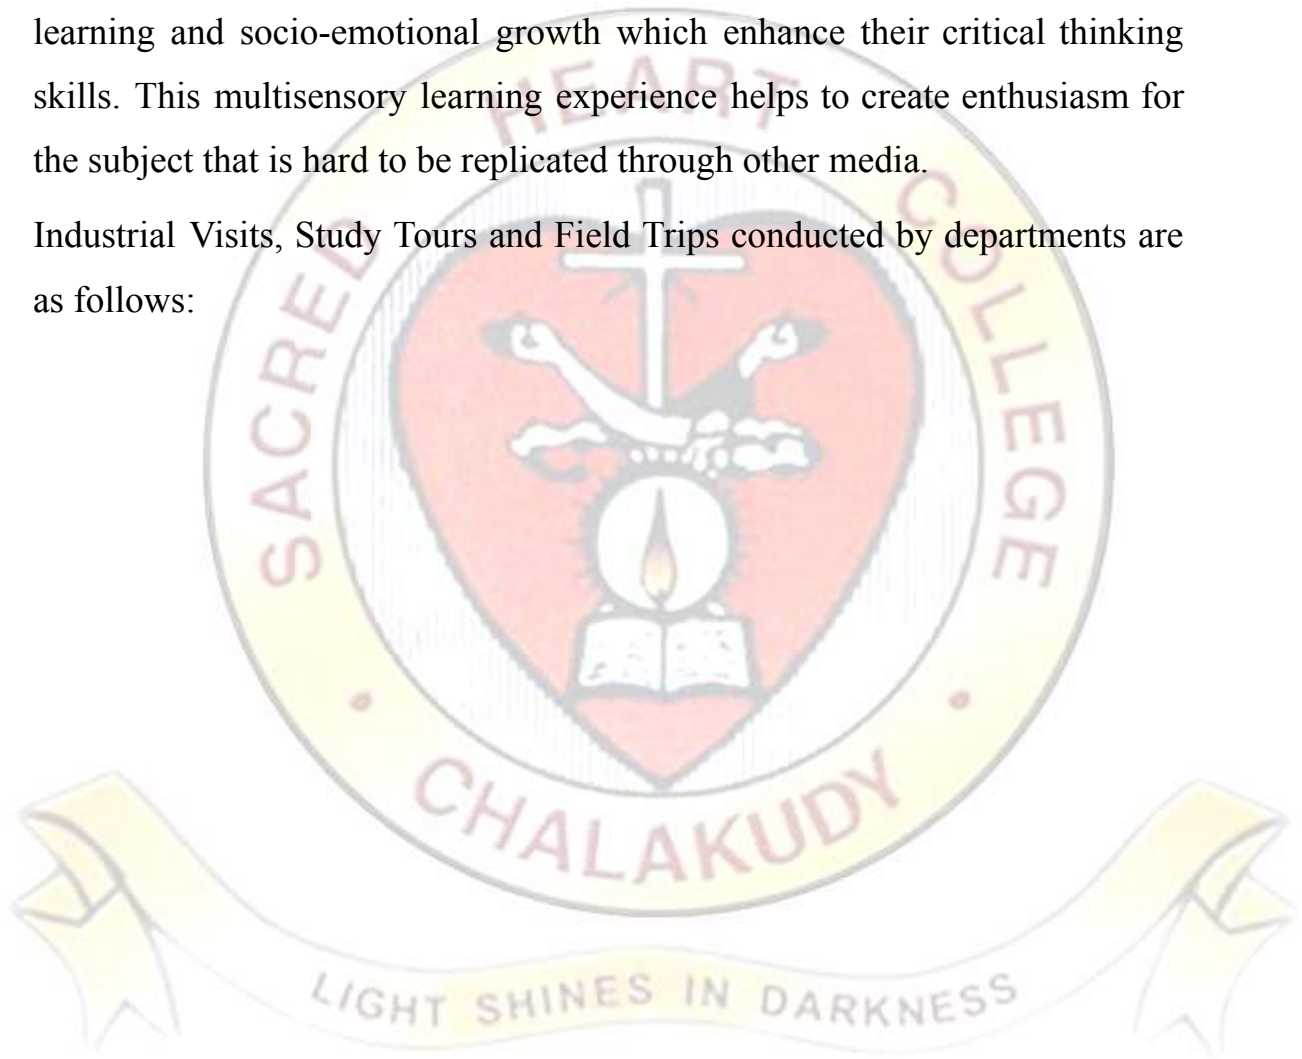 learning and socio-emotional growth which enhance their critical thinking
skills. This multisensory learning experience helps to create enthusiasm for
the subject that is hard to be replicated through other media.
Industrial Visits, Study Tours and Field Trips conducted by departments are
as follows:
SACRED HEART COLLEGE
CHALAKUDY
LIGHT SHINES IN DARKNESS